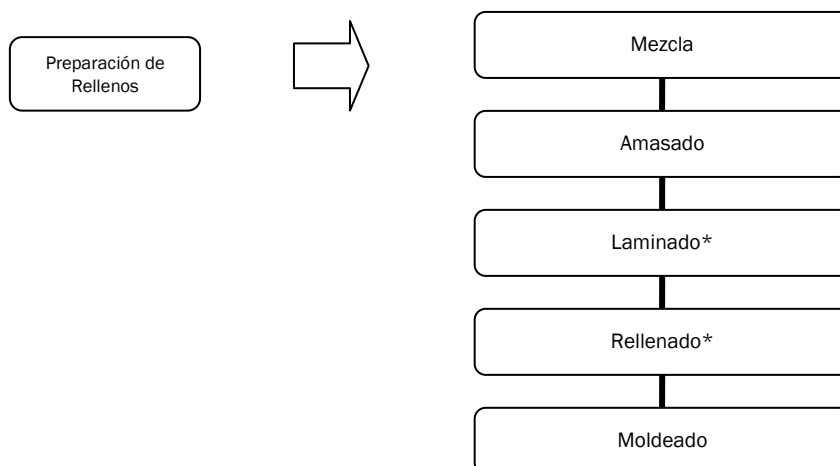 Preparación de
Rellenos
Mezcla
Amasado
Laminado*
Rellenado*
Moldeado